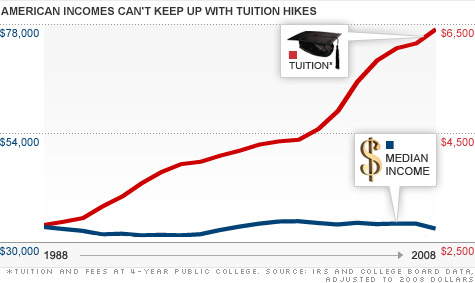 AMERICAN INCOMES CAN'T KEEP UP WITH TUITION HIKES
$78,000
$6,500
TUITION*
$54,000
$4,500
$
MEDIAN
INCOME
$30,000
$2,500
1988
2008
*TUITION AND FEES AT 4-YEAR PUBLIC COLLEGE. SOURCE: IRS AND COLLEGE BOARD DATA,
ADJUSTED TO 2008 DOLLARS